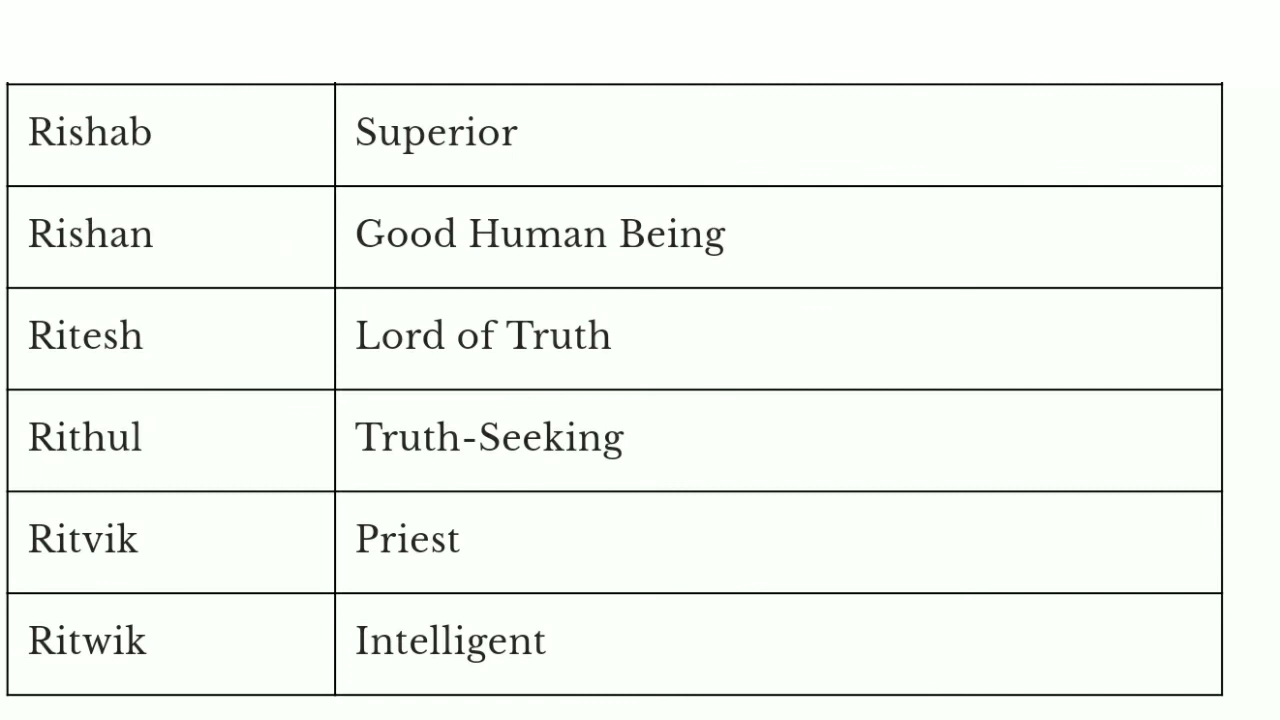 Rishab Superior
Rishan Good Human Being
Ritesh Lord of Truth
Rithul Truth-Seeking
Ritvik Priest
Ritwik Intelligent